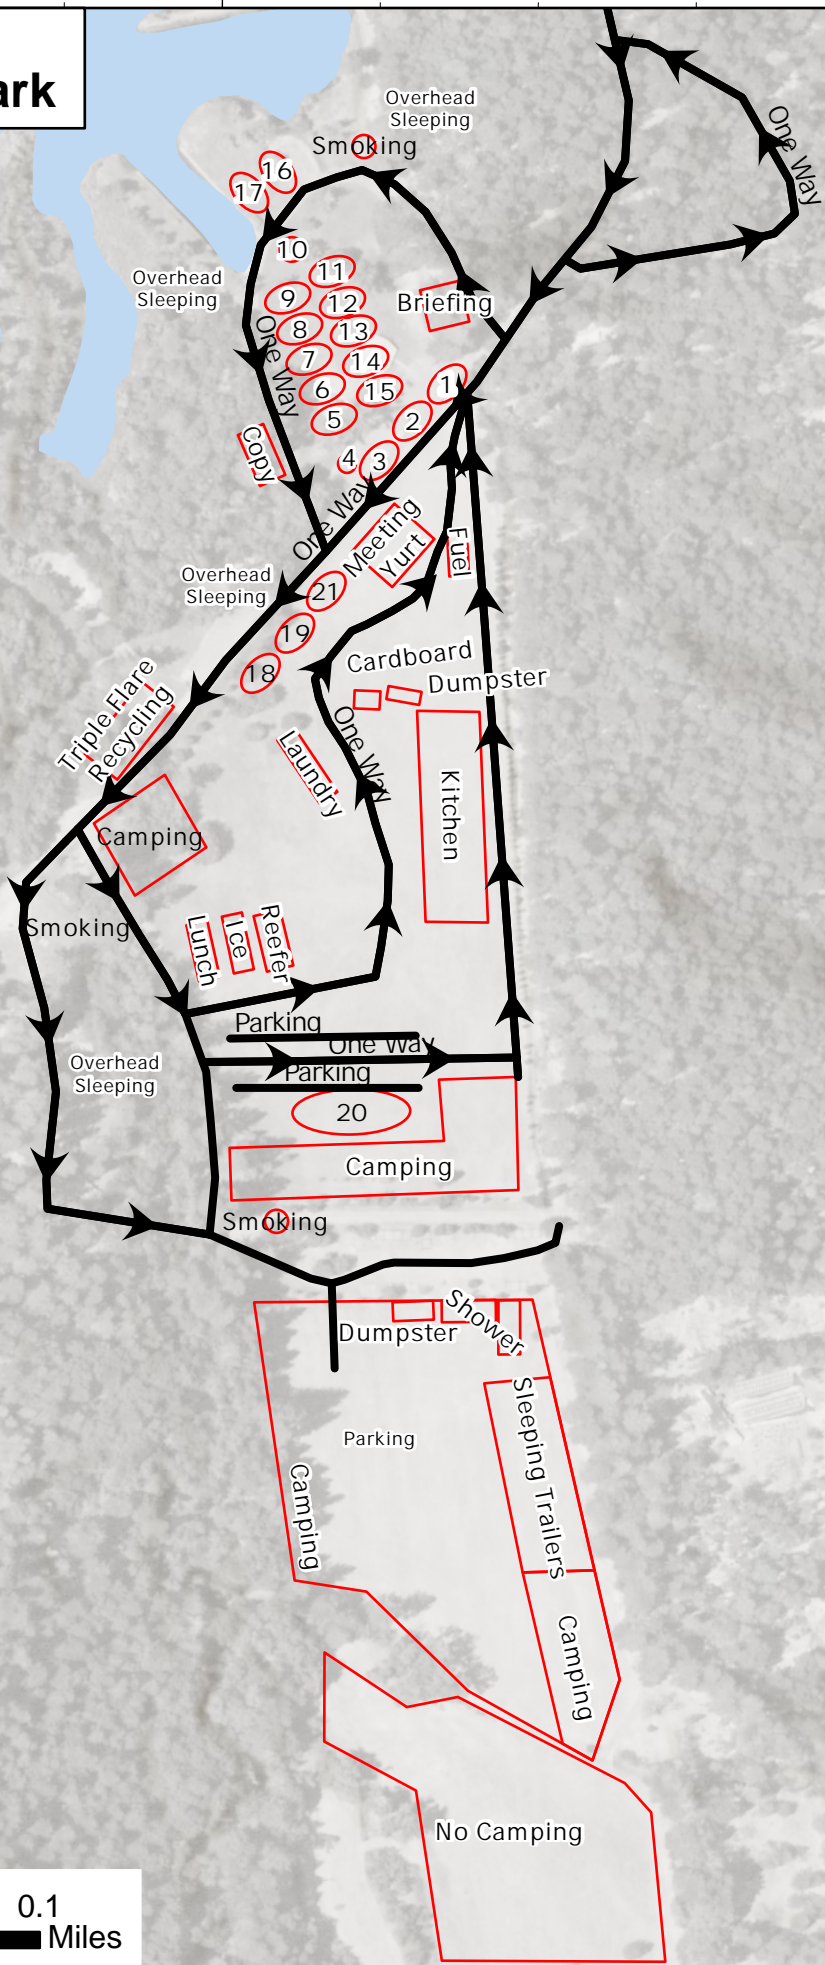 ark
Overhead
Sleeping
Smoking
One Way
16
17
10
11
Overhead
Sleeping
9
12
Briefing
8
13
One Way
7
14
6
15
1
5
2
Copy
4
3
One Way
Meeting
Yurt
Fuel
Overhead
Sleeping
21
19
18
Cardboard
Dumpster
Triple Flare
Recycling
One Way
Laundry
Kitchen
Camping
Smoking
Lunch
Ice
Reefer
Parking
One Way
Overhead
Sleeping
Parking
20
Camping
Smoking
Shower
Dumpster
Parking
Sleeping Trailers
Camping
Camping
No Camping
0.1
Miles